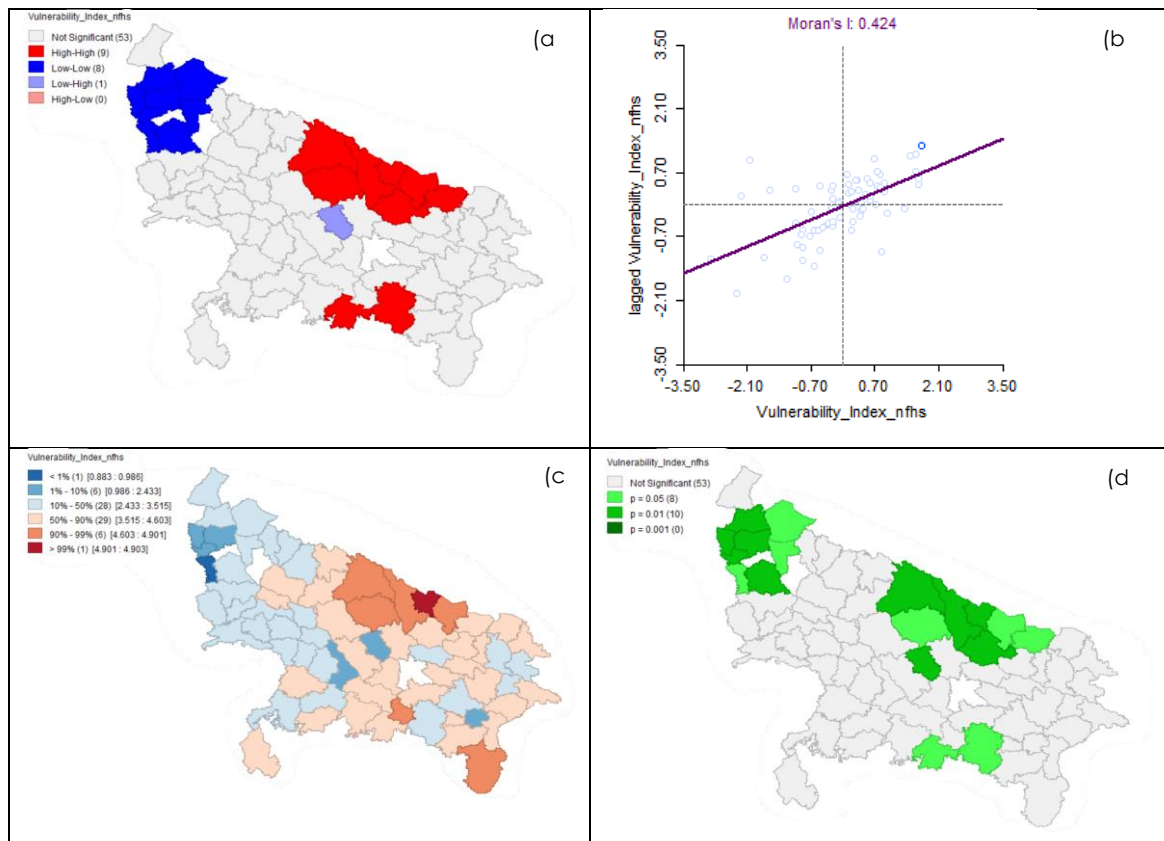 Vulnerability_Index_nfhs
Not Significant (53)
High-High (9)
Low-Low (8)
Low-High (1)
High-Low (0)
(a
Moran's I: 0.424
(b
lagged Vulnerability_Index_nfhs
3.50
2.10
0.70
-0.70
-2.10
-3.50
-3.50 -2.10 -0.70 0.70 2.10 3.50
Vulnerability_Index_nfhs
Vulnerability_Index_nfhs
< 1% (1) [0.883 : 0.986]
1% - 10% (6) [0.986 : 2.433]
10% - 50% (28) [2.433 : 3.515]
50% - 90% (29) [3.515 : 4.603]
90% - 99% (6) [4.603 : 4.901]
> 99% (1) [4.901 : 4.903]
(c
Vulnerability_Index_nfhs
Not Significant (53)
p = 0.05 (8)
p = 0.01 (10)
p = 0.001 (0)
(d